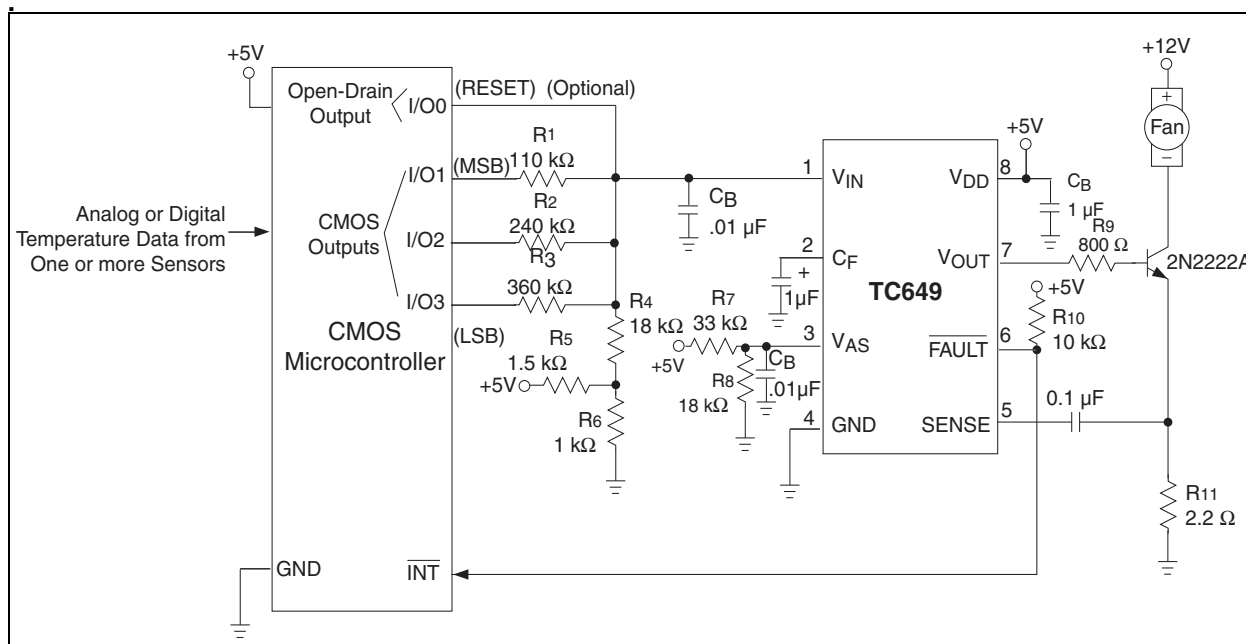 +5V
Open-Drain
Output
I/O0
(RESET) (Optional)
R1
110 kΩ
I/O1
(MSB)
R2
240 kΩ
CMOS
Outputs
I/O2
R3
360 kΩ
I/O3
(LSB)
CMOS
Microcontroller
Analog or Digital
Temperature Data from
One or more Sensors
R4
18 kΩ
R5
1.5 kΩ
+5V
R6
1 kΩ
GND
INT
CB
.01 µF
1
VIN
2
CF
+
1µF
R7
33 kΩ
+5V
3
VAS
CB
.01µF
R8
18 kΩ
4
GND
TC649
+5V
8
VDD
CB
1 µF
7
VOUT
R9
800 Ω
+5V
R10
10 kΩ
6
FAULT
5
SENSE
0.1 µF
+12V
+
Fan
−
2N2222A
R11
2.2 Ω